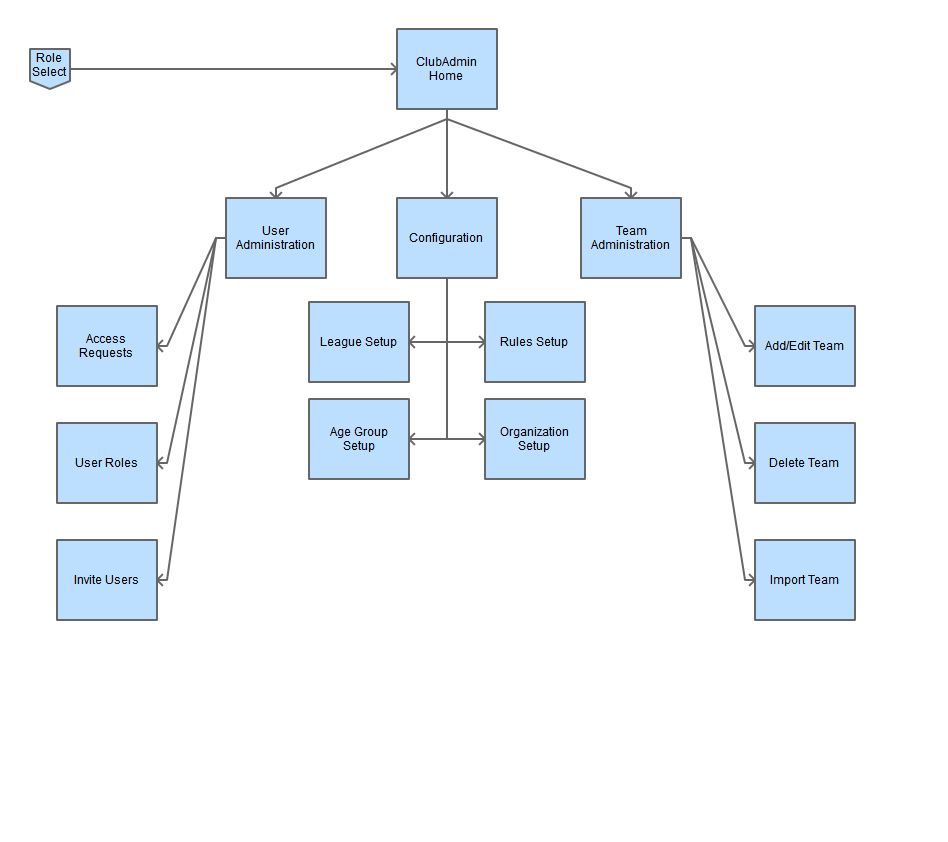 Role
Select
ClubAdmin
Home
User
Administration
Configuration
Team
Administration
Access
Requests
League Setup
Rules Setup
Add/Edit Team
User Roles
Age Group
Setup
Organization
Setup
Delete Team
Invite Users
Import Team